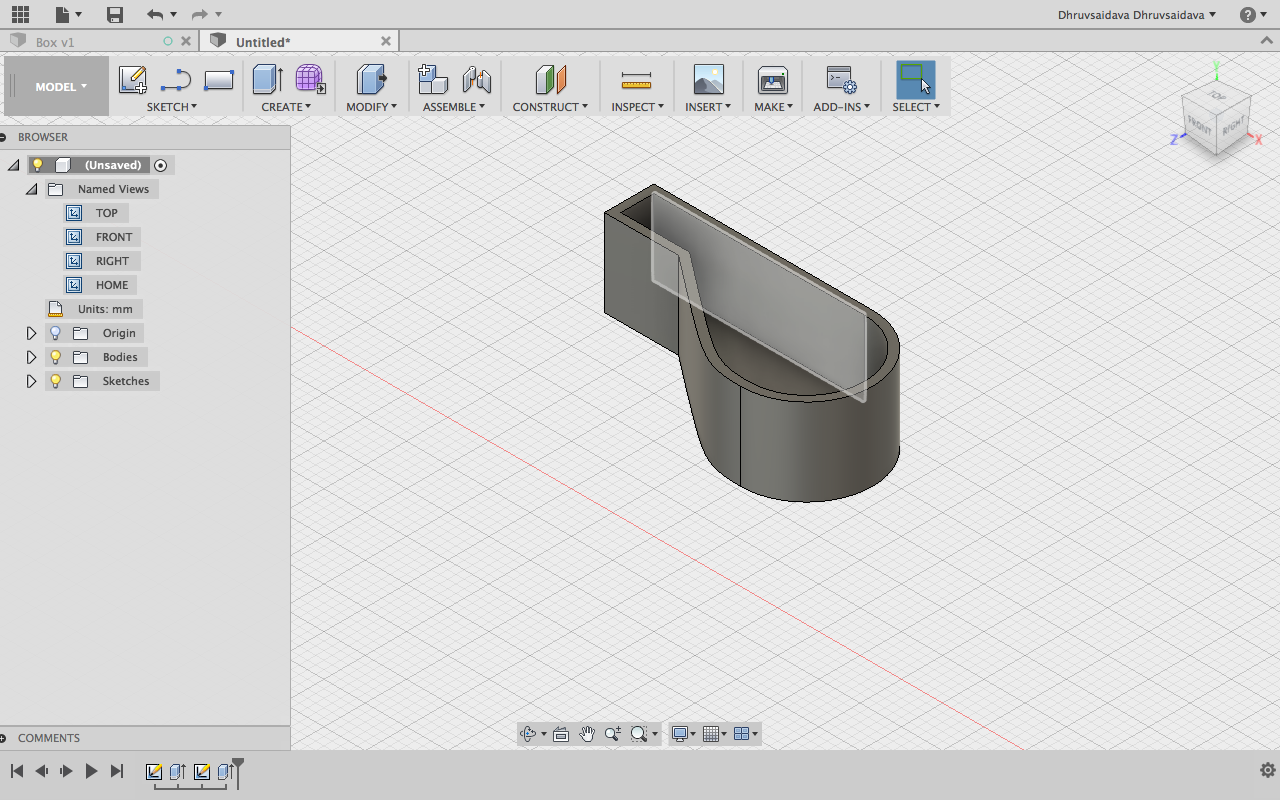 Dhruvsaidava Dhruvsaidava
Box v1
Untitled*
MODEL
SKETCH
CREATE
MODIFY
ASSEMBLE
CONSTRUCT
INSPECT
INSERT
MAKE
ADD-INS
SELECT
Y
TOP
FRONT
RIGHT
Z
X
BROWSER
(Unsaved)
Named Views
TOP
FRONT
RIGHT
HOME
Units: mm
Origin
Bodies
Sketches
COMMENTS